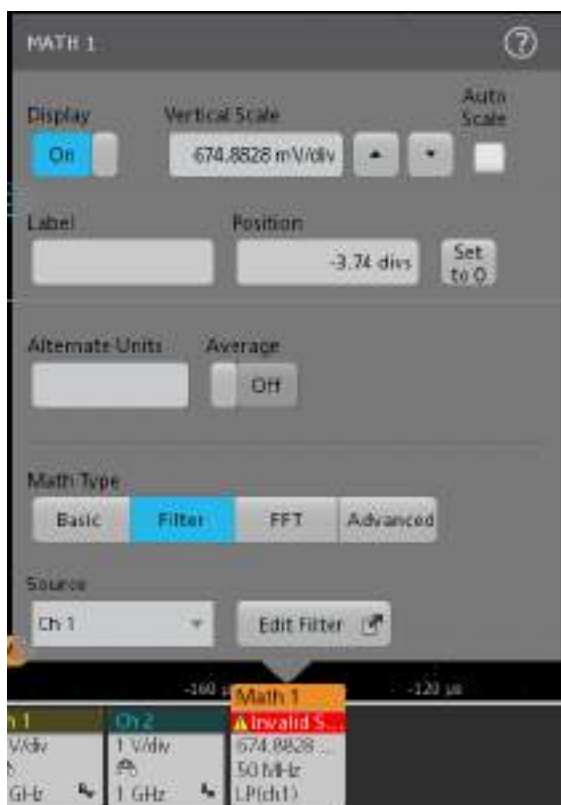 MATH 1
?
Display
Vertical Scale
Auto Scale
On
674.8828 mV/div
Label
Position
-3.74 divs
Set to 0
Alternate Units
Average
Off
Math Type
Basic
Filter
FFT
Advanced
Source
Ch 1
Edit Filter
-160
-120 µs
Math 1
Invalid S...
674.8828 ...
50 MHz
LP(ch1)
1
V/div
GHz
Ch 2
1 V/div
1 GHz